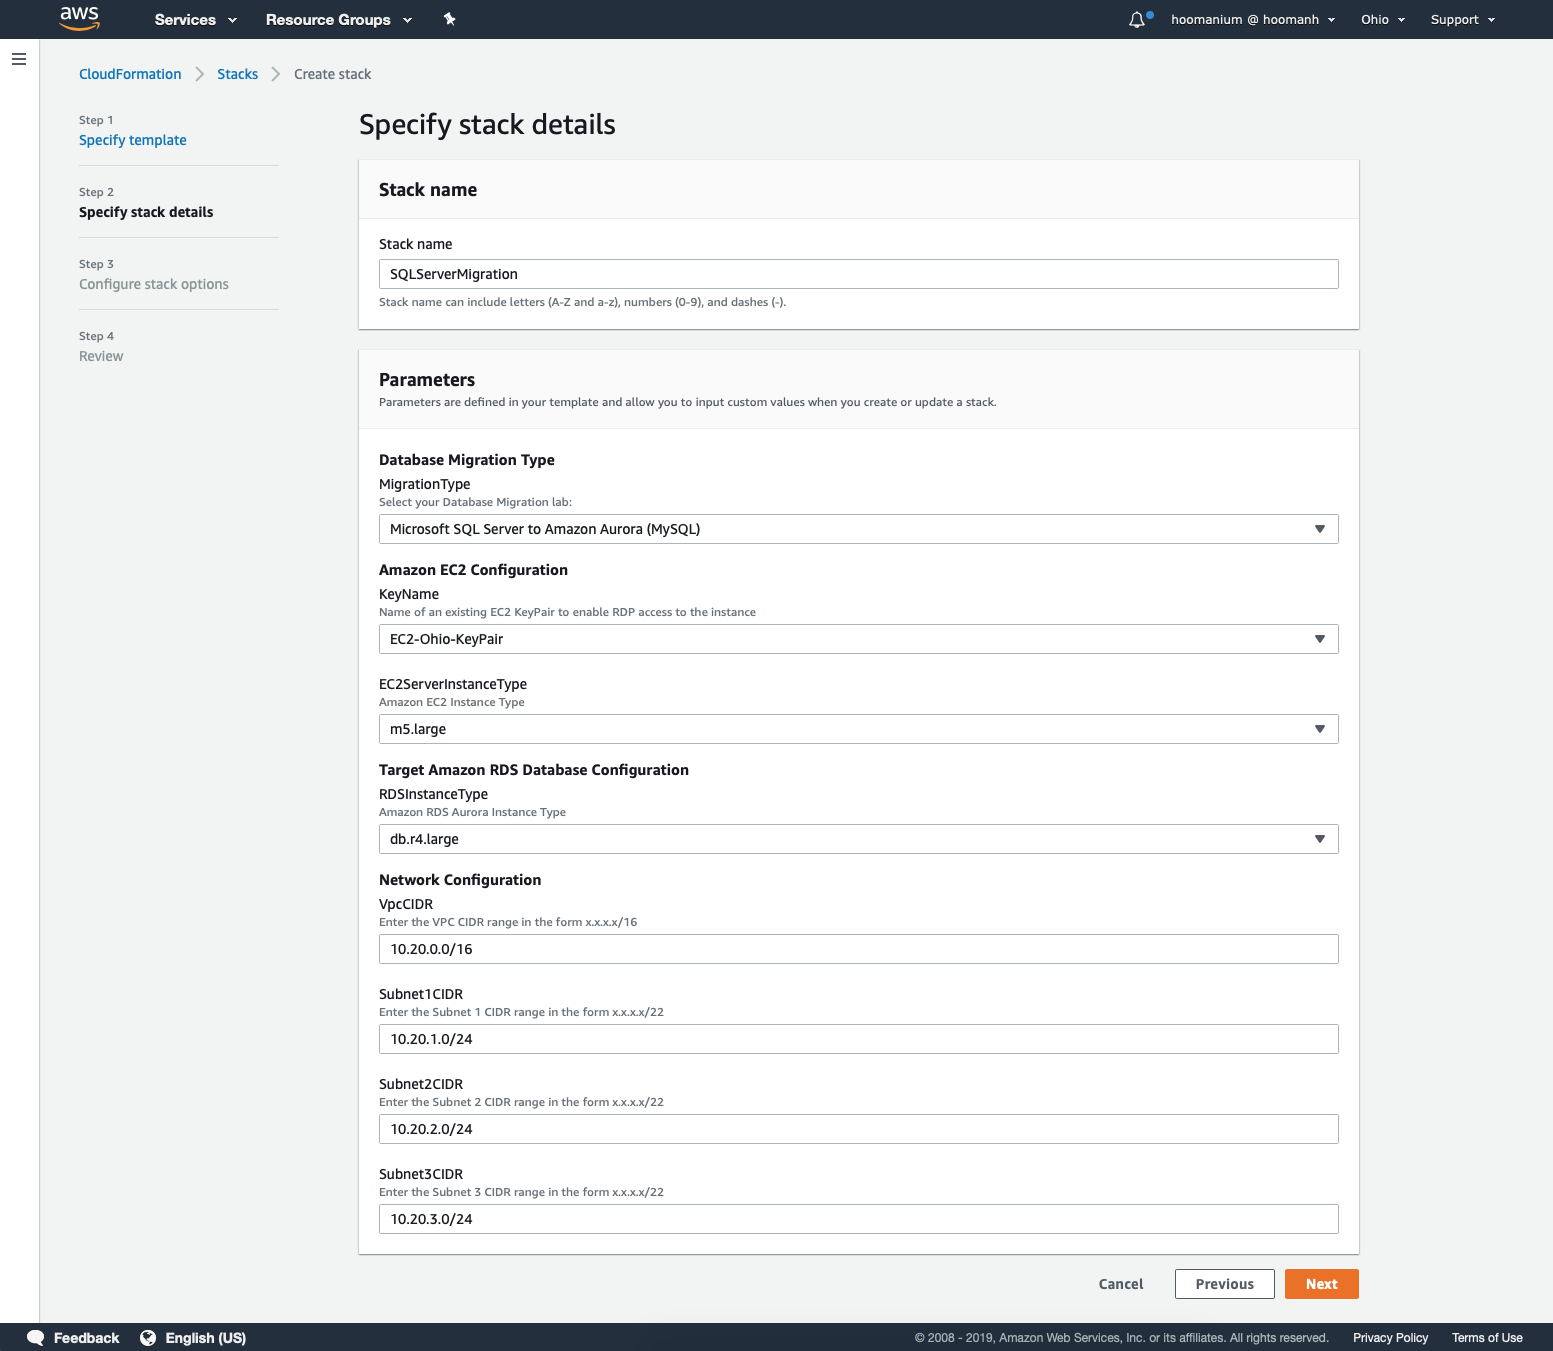 aws
Services
Resource Groups
hoomanium @ hoomanh
Ohio
Support
CloudFormation
Stacks
Create stack
Step 1
Specify template
Step 2
Specify stack details
Step 3
Configure stack options
Step 4
Review
Specify stack details
Stack name
Stack name
SQLServerMigration
Stack name can include letters (A-Z and a-z), numbers (0-9), and dashes (-).
Parameters
Parameters are defined in your template and allow you to input custom values when you create or update a stack.
Database Migration Type
MigrationType
Select your Database Migration lab:
Microsoft SQL Server to Amazon Aurora (MySQL)
Amazon EC2 Configuration
KeyName
Name of an existing EC2 KeyPair to enable RDP access to the instance
EC2-Ohio-KeyPair
EC2ServerInstanceType
Amazon EC2 Instance Type
m5.large
Target Amazon RDS Database Configuration
RDSInstanceType
Amazon RDS Aurora Instance Type
db.r4.large
Network Configuration
VpcCIDR
Enter the VPC CIDR range in the form x.x.x.x/16
10.20.0.0/16
Subnet1CIDR
Enter the Subnet 1 CIDR range in the form x.x.x.x/22
10.20.1.0/24
Subnet2CIDR
Enter the Subnet 2 CIDR range in the form x.x.x.x/22
10.20.2.0/24
Subnet3CIDR
Enter the Subnet 3 CIDR range in the form x.x.x.x/22
10.20.3.0/24
Cancel
Previous
Next
Feedback
English (US)
© 2008 - 2019, Amazon Web Services, Inc. or its affiliates. All rights reserved.
Privacy Policy
Terms of Use